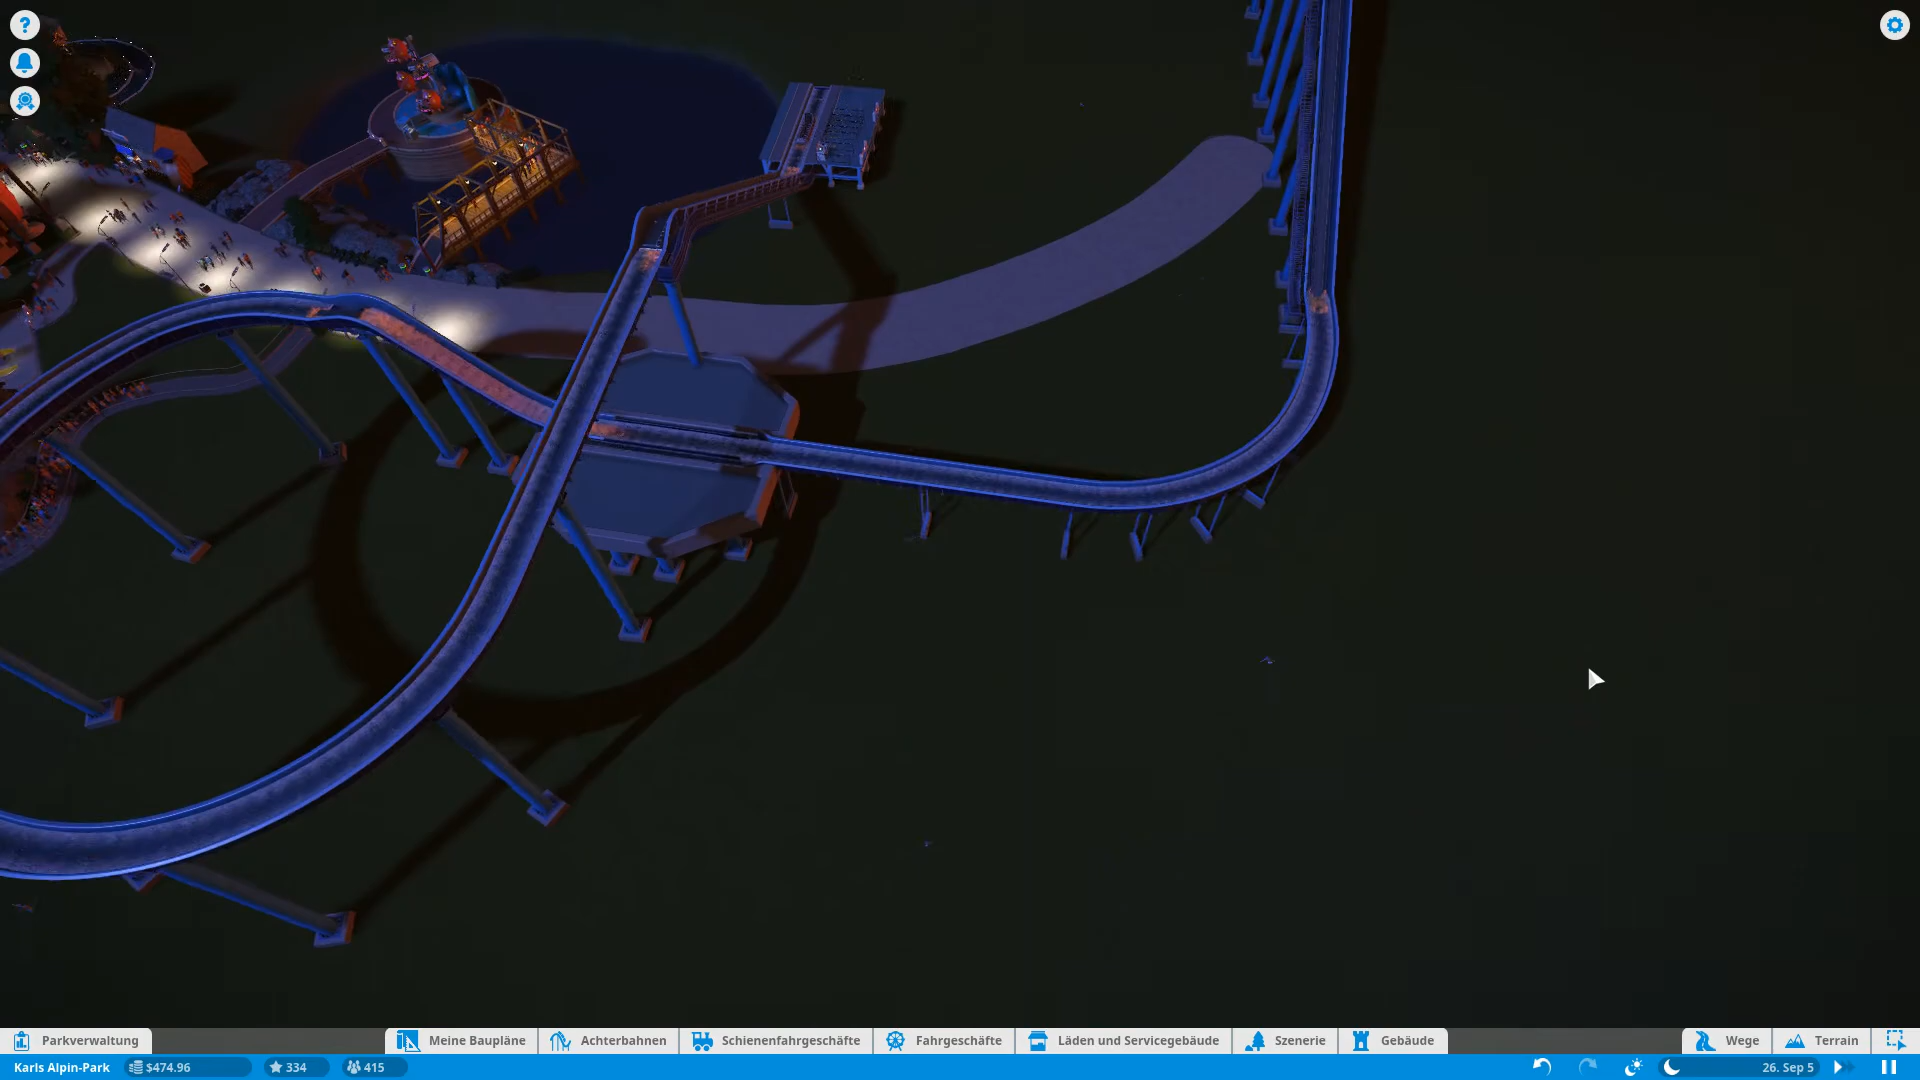 ?
Parkverwaltung
Meine Baupläne
Achterbahnen
Schienenfahrgeschäfte
Fahrgeschäfte
Läden und Servicegebäude
Szenerie
Gebäude
Wege
Terrain
Karls Alpin-Park
$474.96
334
415
26. Sep 5